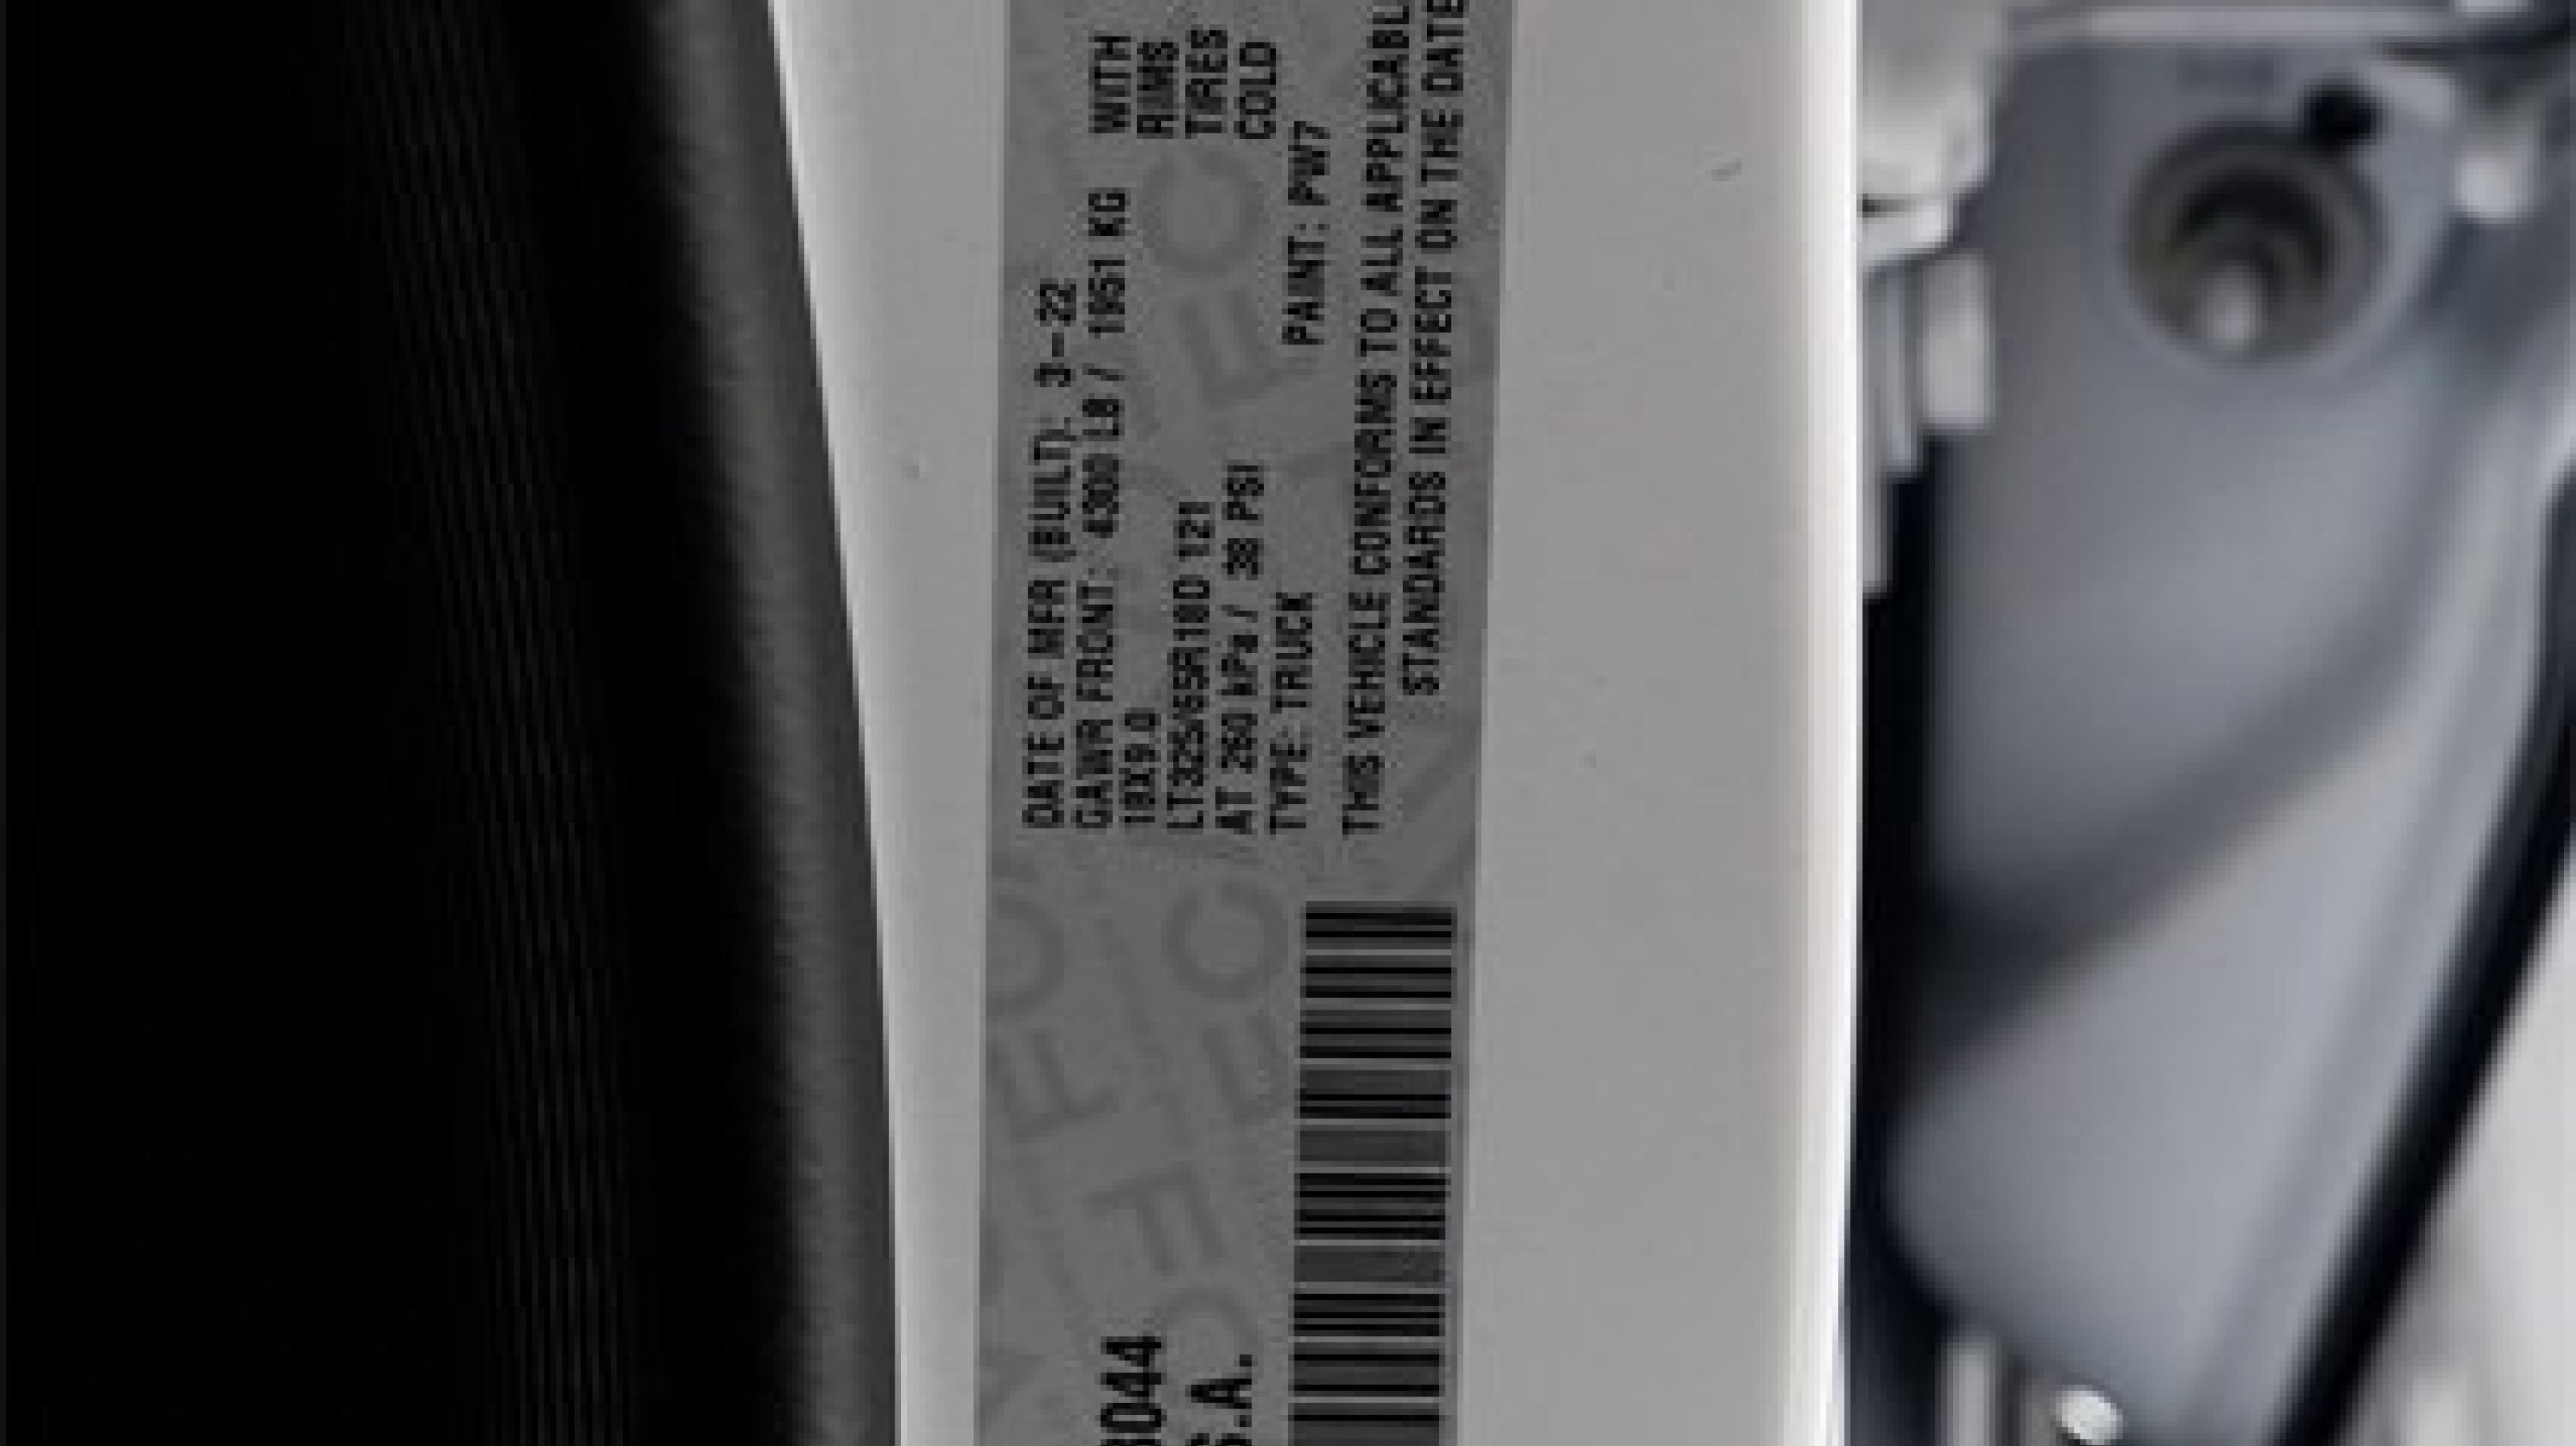 DATE OF MFR (BUILT): 3-22
GAWR FRONT: 4300 LB / 1951 KG WITH
18X9.0 RIMS
LT325/65R18D 121 TIRES
AT 260 kPa / 38 PSI COLD
TYPE: TRUCK PAINT: PW7
THIS VEHICLE CONFORMS TO ALL APPLICABL
STANDARDS IN EFFECT ON THE DATE
044
S.A.